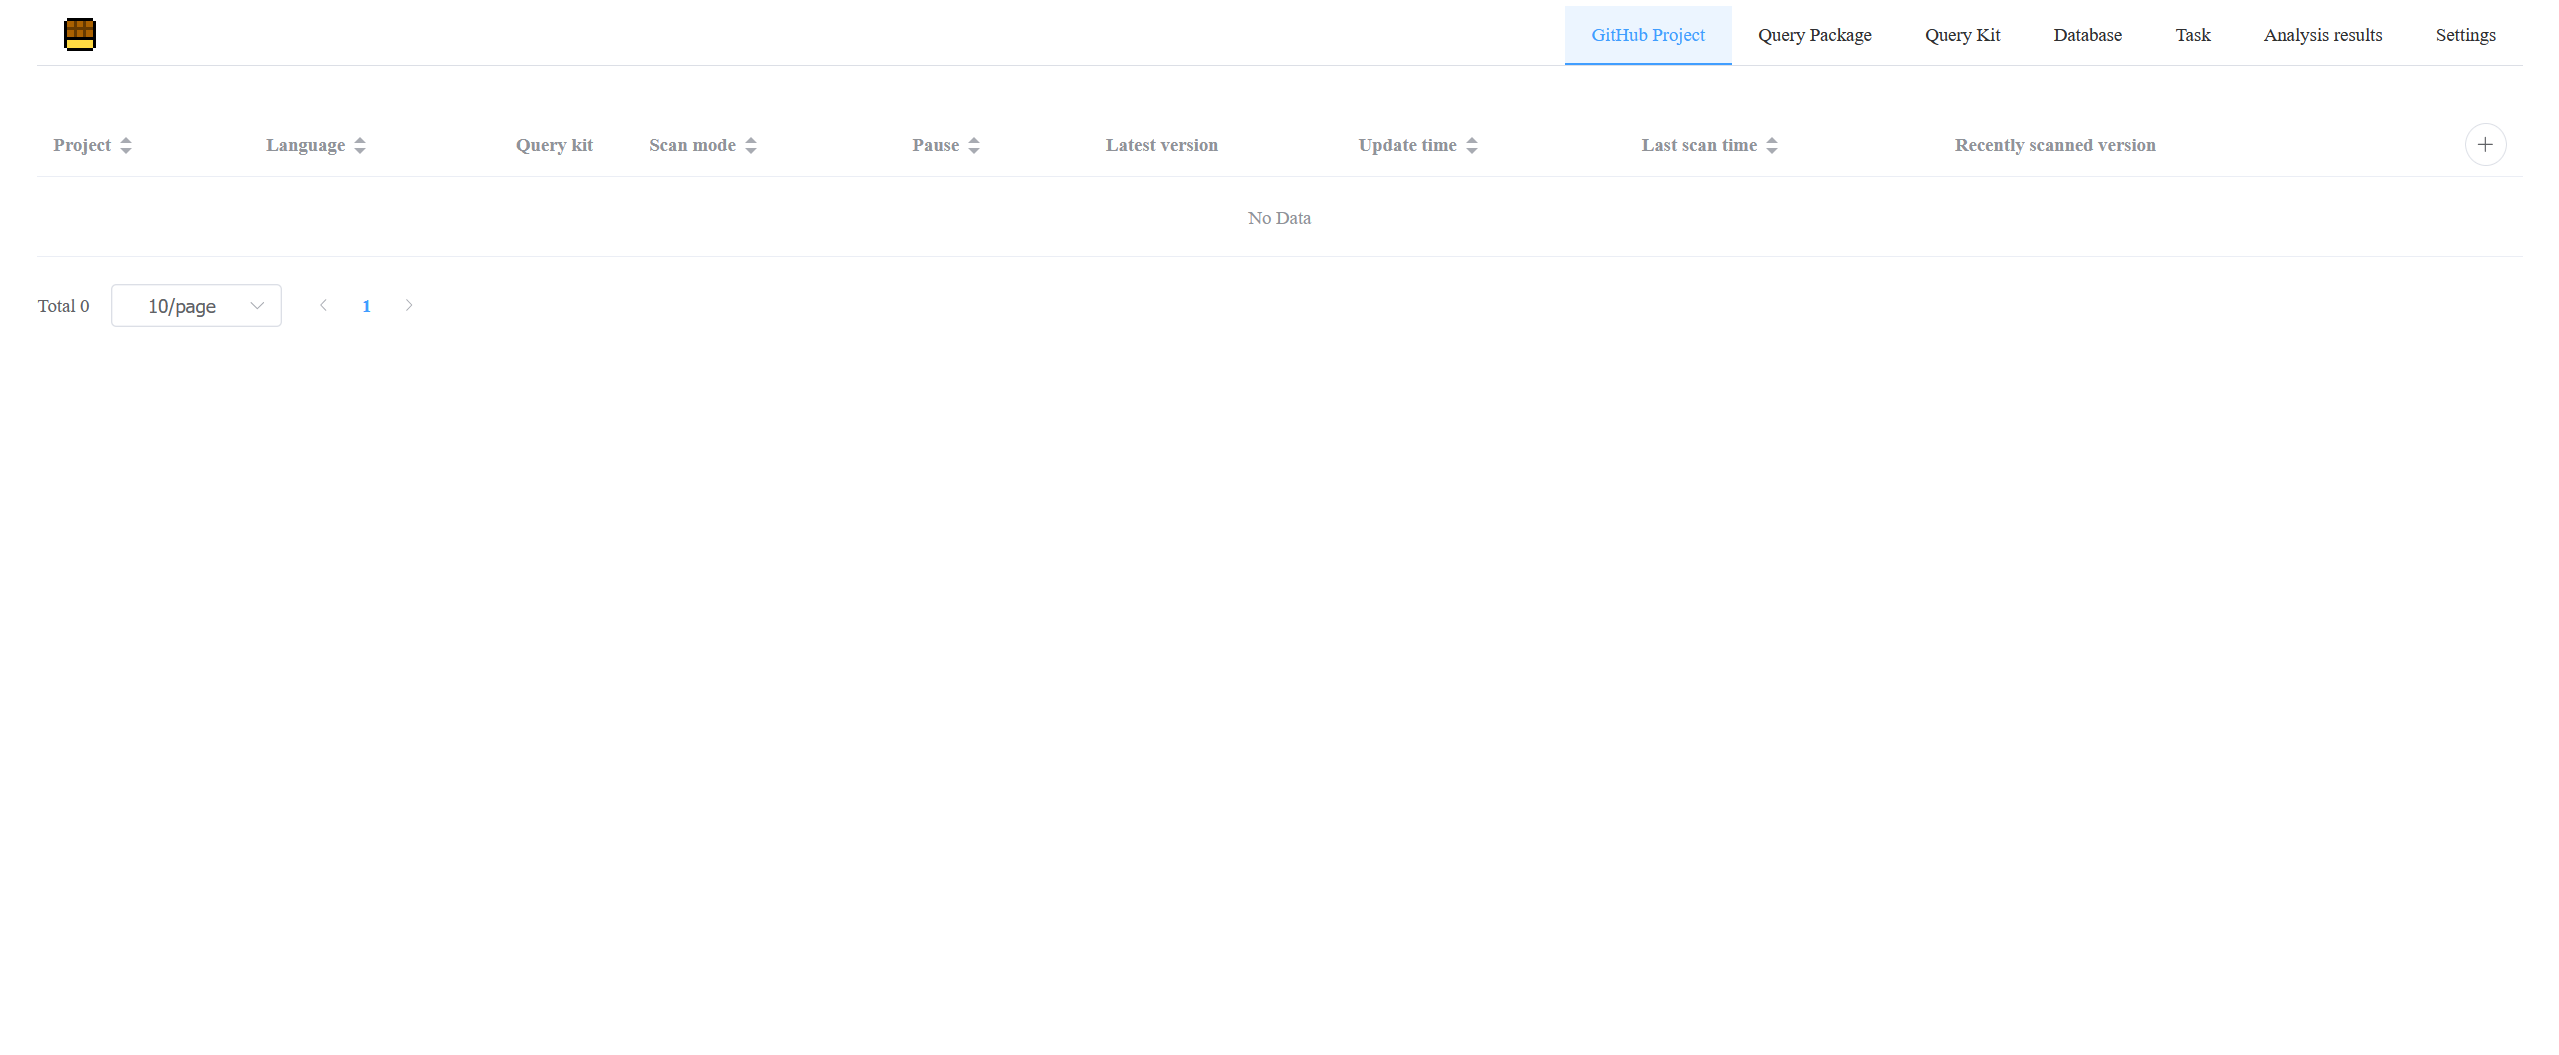 GitHub Project Query Package Query Kit Database Task Analysis results Settings
Project Language Query kit Scan mode Pause Latest version Update time Last scan time Recently scanned version
No Data
Total 0 10/page 1